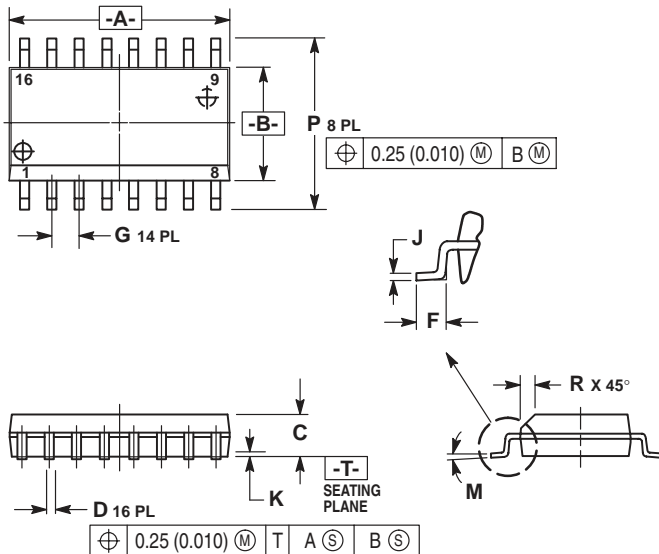 -A-
16 9
-B-
P 8 PL
⌖ 0.25 (0.010) Ⓜ B Ⓜ
1 8
G 14 PL
J
F
R X 45°
C
-T-
SEATING
PLANE
K
M
D 16 PL
⌖ 0.25 (0.010) Ⓜ T A Ⓢ B Ⓢ